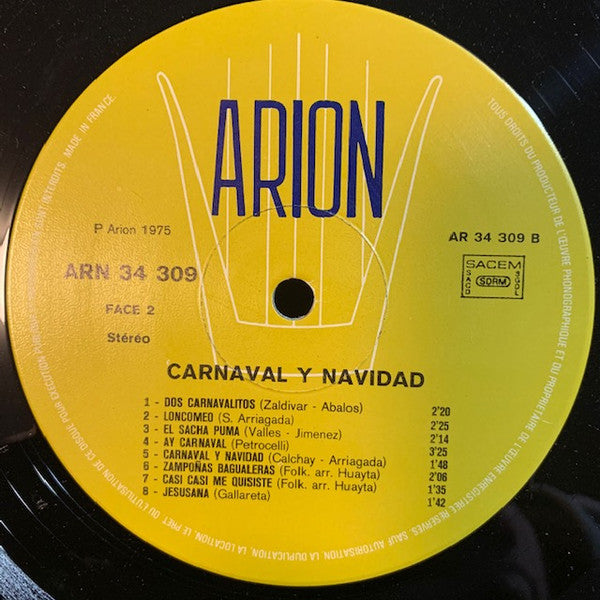 ARION
P Arion 1975
AR 34 309 B
ARN 34 309
SACEM
SACD
SDRM
SGDL
FACE 2
Stéréo
CARNAVAL Y NAVIDAD
1 - DOS CARNAVALITOS (Zaldivar - Abalos) 2'20
2 - LONCOMEO (S. Arriagada) 2'25
3 - EL SACHA PUMA (Valles - Jimenez) 2'14
4 - AY CARNAVAL (Petrocelli) 3'25
5 - CARNAVAL Y NAVIDAD (Calchay - Arriagada) 1'48
6 - ZAMPOÑAS BAGUALERAS (Folk. arr. Huayta) 2'06
7 - CASI CASI ME QUISISTE (Folk. arr. Huayta) 1'35
8 - JESUSANA (Gallareta) 1'42
TOUS DROITS DU PRODUCTEUR DE L'ŒUVRE PHONOGRAPHIQUE ET DU PROPRIETAIRE DE L'ŒUVRE ENREGISTREE RESERVES. SAUF AUTORISATION, LA DUPLICATION, LA LOCATION, LE PRET OU L'UTILISATION DE CE DISQUE POUR EXECUTION INTERDITS. MADE IN FRANCE.